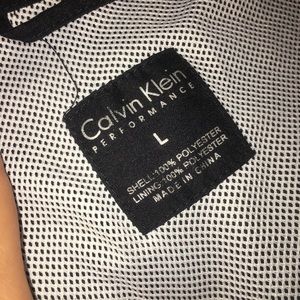 Calvin Klein
PERFORMANCE
L
SHELL:100% POLYESTER
LINING:100% POLYESTER
MADE IN CHINA